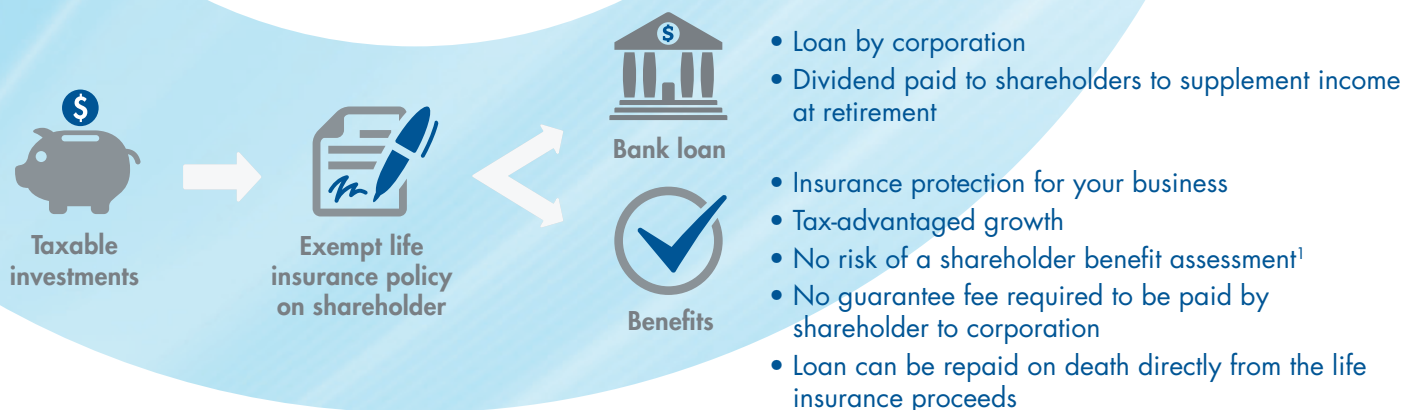 $
Taxable
investments
Exempt life
insurance policy
on shareholder
$
Bank loan
• Loan by corporation
• Dividend paid to shareholders to supplement income
at retirement
Benefits
• Insurance protection for your business
• Tax-advantaged growth
• No risk of a shareholder benefit assessment¹
• No guarantee fee required to be paid by
shareholder to corporation
• Loan can be repaid on death directly from the life
insurance proceeds